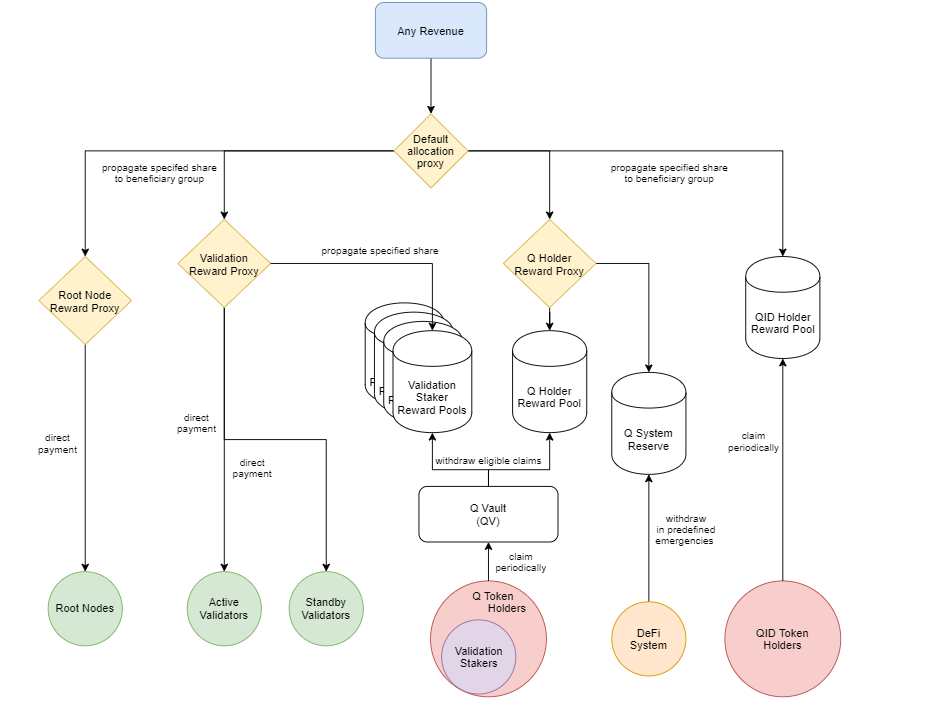 Any Revenue
Default
allocation
proxy
propagate specifed share
to beneficiary group
propagate specified share
to beneficiary group
Validation
Reward Proxy
propagate specified share
Q Holder
Reward Proxy
Root Node
Reward Proxy
QID Holder
Reward Pool
F
F
F
Validation
Staker
Reward Pools
Q Holder
Reward Pool
Q System
Reserve
direct
payment
direct
payment
direct
payment
withdraw eligible claims
claim
periodically
Q Vault
(QV)
withdraw
in predefined
emergencies
claim
periodically
Root Nodes
Active
Validators
Standby
Validators
Q Token
Holders
Validation
Stakers
DeFi
System
QID Token
Holders